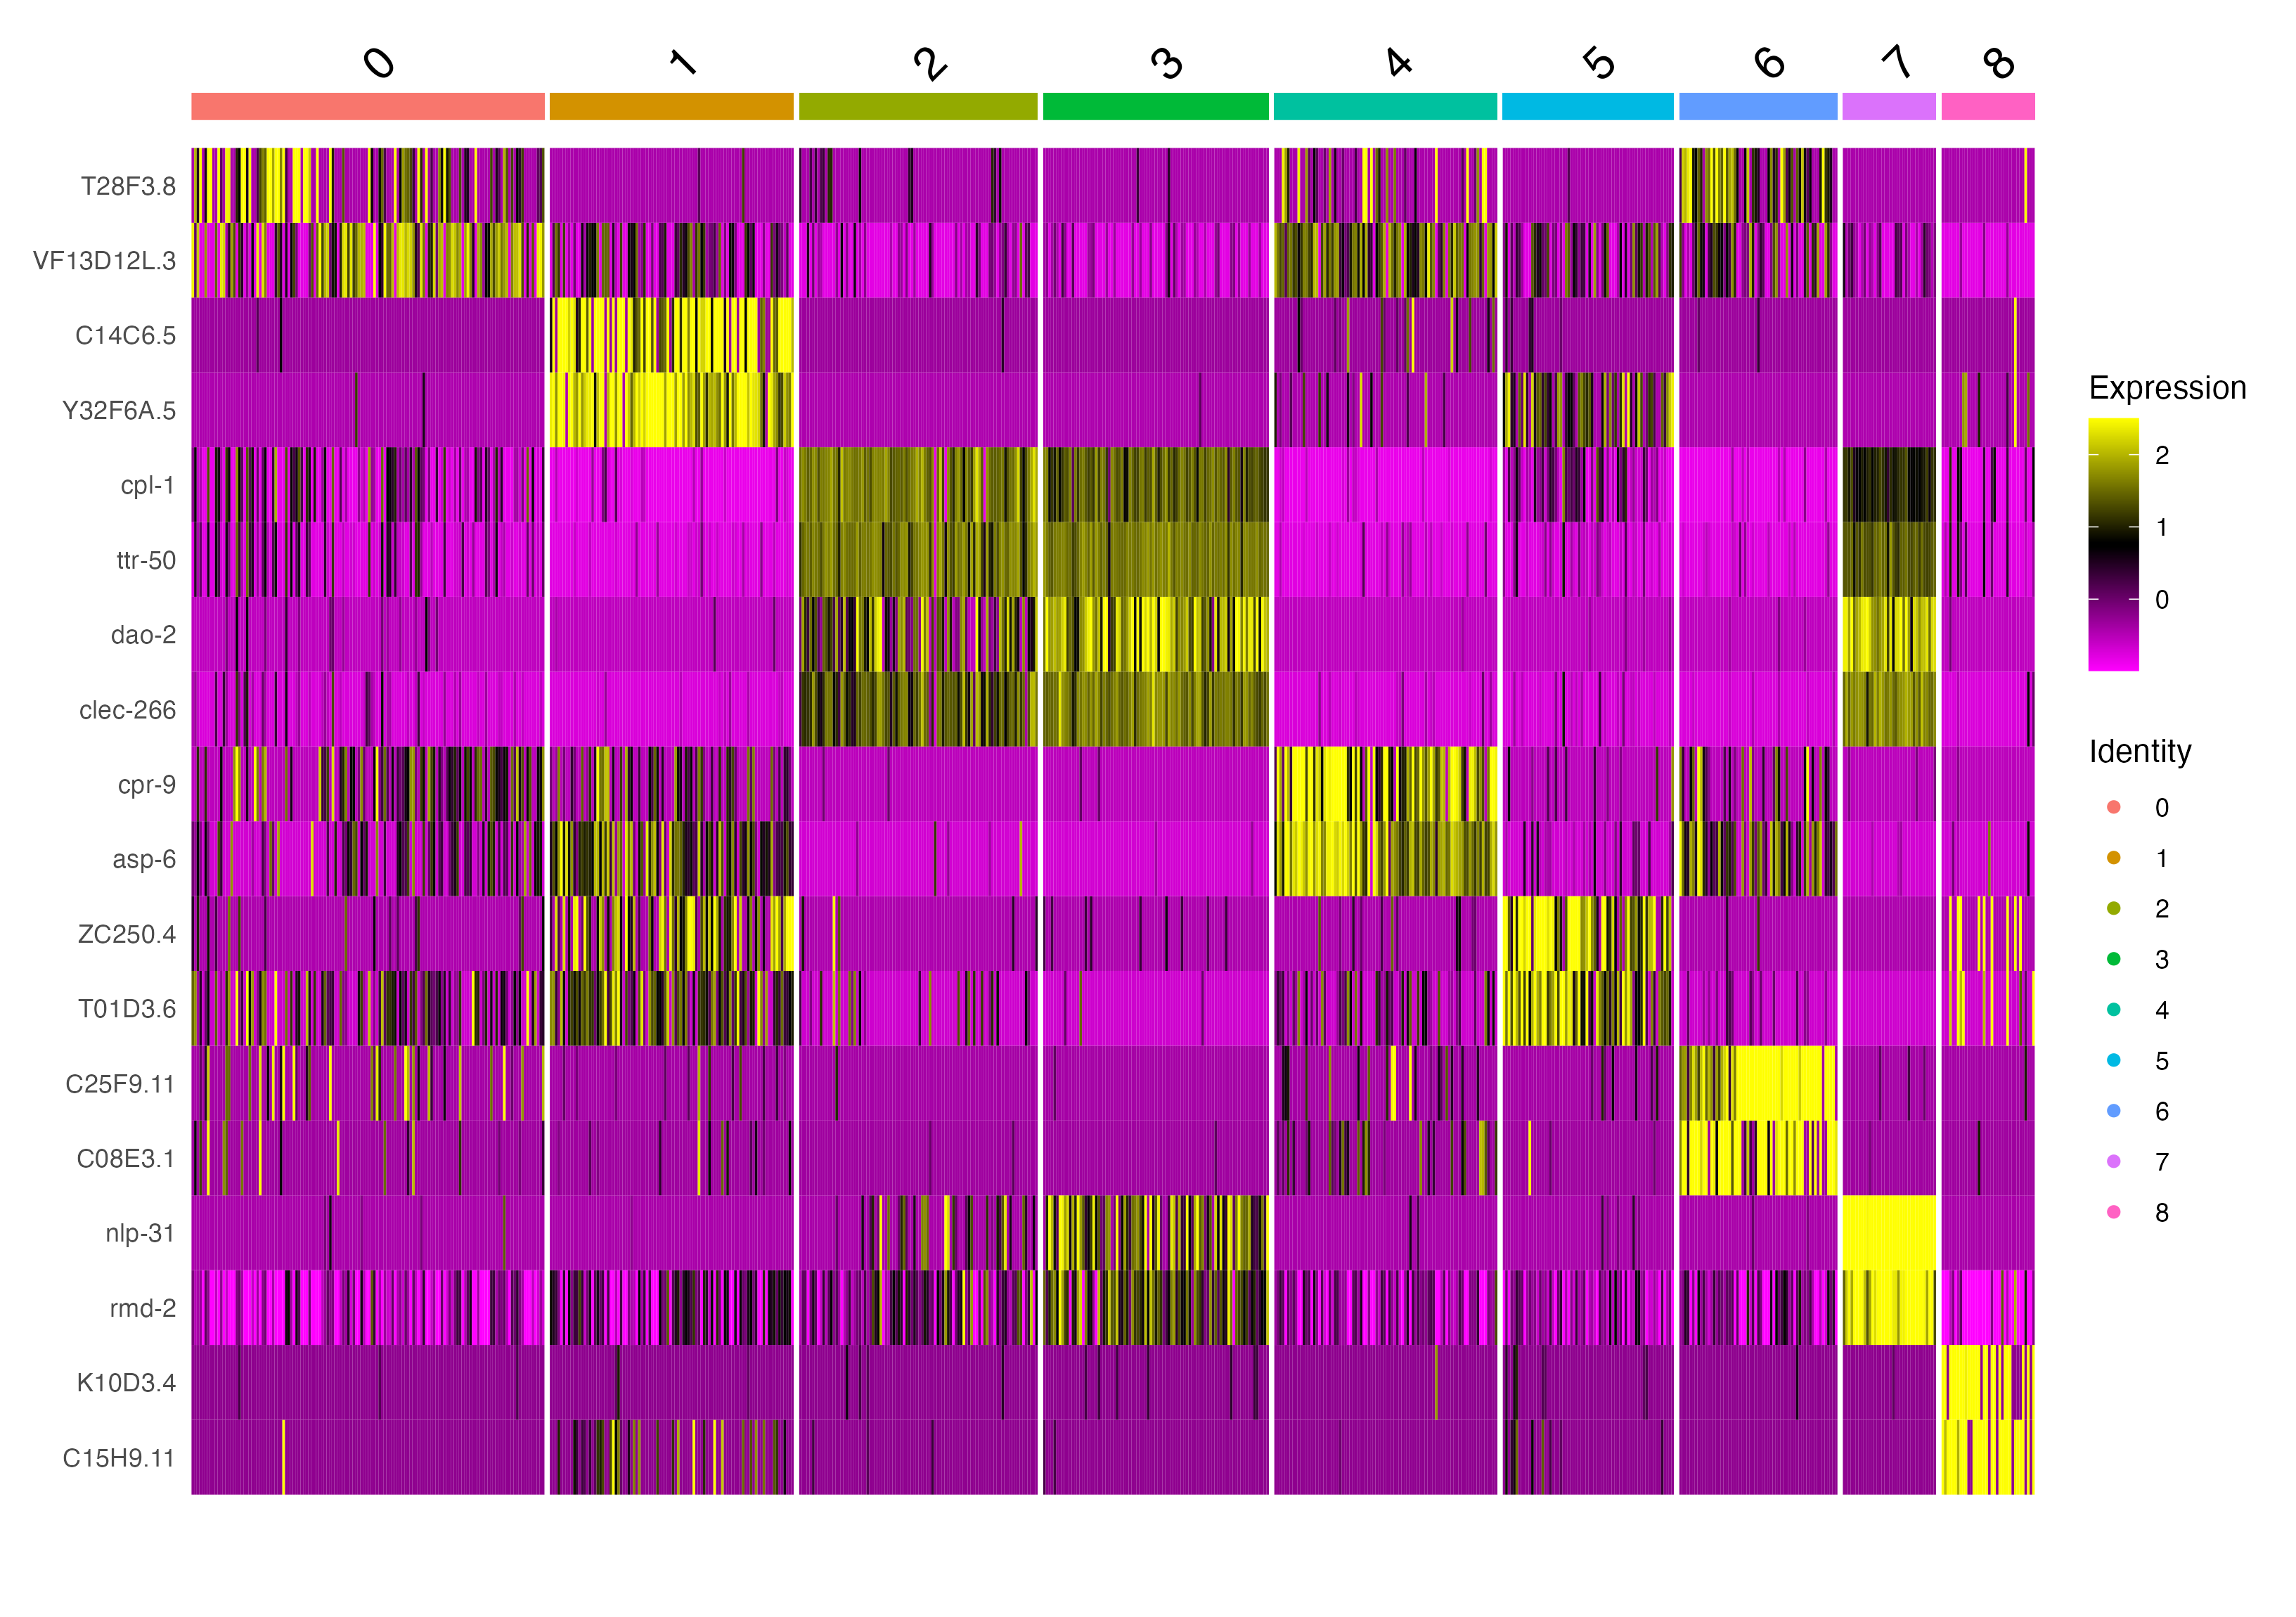 0 1 2 3 4 5 6 7 8
T28F3.8
VF13D12L.3
C14C6.5
Y32F6A.5
cpl-1
ttr-50
dao-2
clec-266
cpr-9
asp-6
ZC250.4
T01D3.6
C25F9.11
C08E3.1
nlp-31
rmd-2
K10D3.4
C15H9.11
Expression
2
1
0
Identity
0
1
2
3
4
5
6
7
8